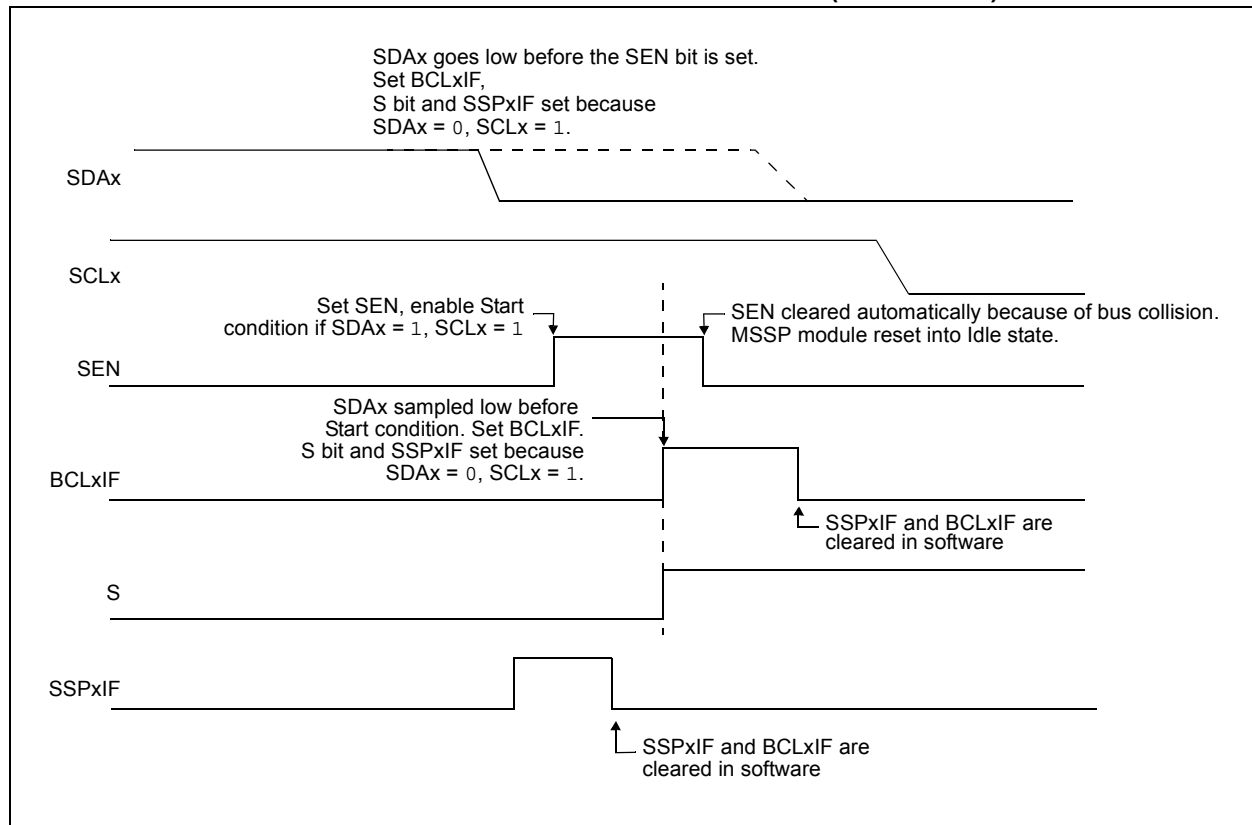 SDAx goes low before the SEN bit is set.
Set BCLxIF,
S bit and SSPxIF set because
SDAx = 0, SCLx = 1.
SDAx
SCLx
Set SEN, enable Start
condition if SDAx = 1, SCLx = 1
SEN cleared automatically because of bus collision.
MSSP module reset into Idle state.
SEN
SDAx sampled low before
Start condition. Set BCLxIF.
S bit and SSPxIF set because
SDAx = 0, SCLx = 1.
BCLxIF
SSPxIF and BCLxIF are
cleared in software
S
SSPxIF
SSPxIF and BCLxIF are
cleared in software